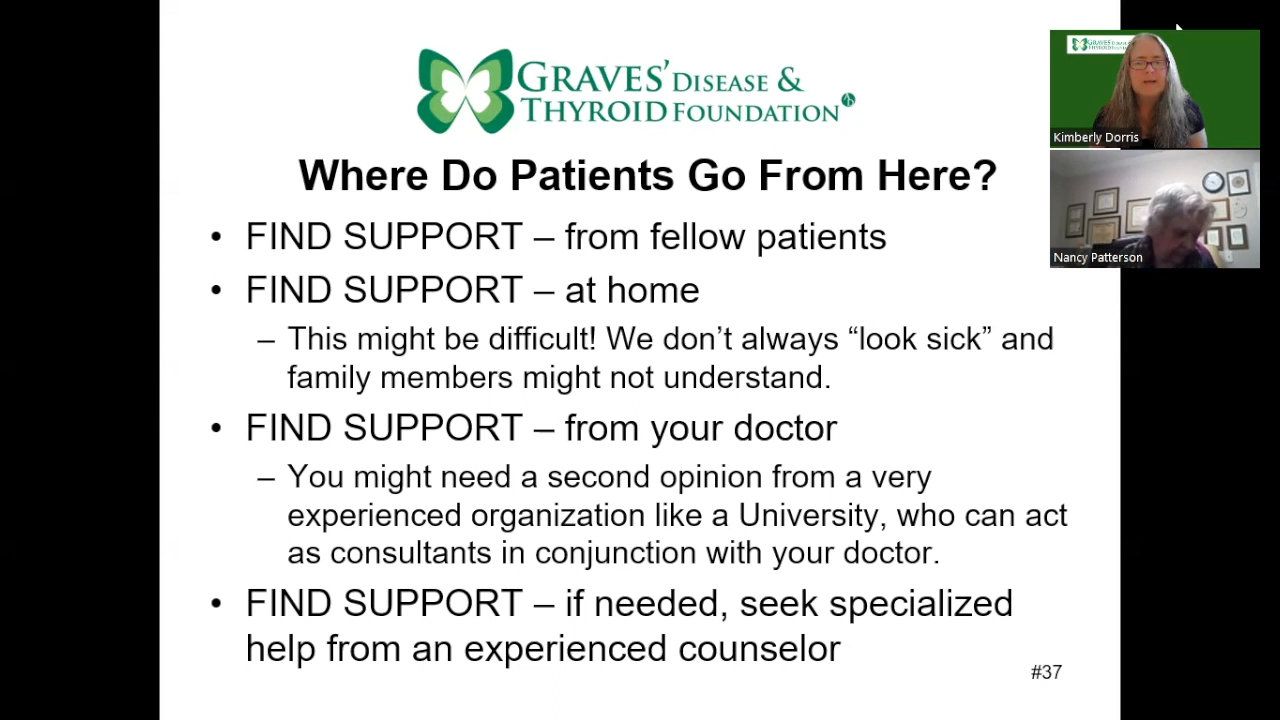 GRAVES' DISEASE &
THYROID FOUNDATION
Where Do Patients Go From Here?
• FIND SUPPORT – from fellow patients
• FIND SUPPORT – at home
– This might be difficult! We don't always “look sick” and
family members might not understand.
• FIND SUPPORT – from your doctor
– You might need a second opinion from a very
experienced organization like a University, who can act
as consultants in conjunction with your doctor.
• FIND SUPPORT – if needed, seek specialized
help from an experienced counselor
#37
Kimberly Dorris
Nancy Patterson